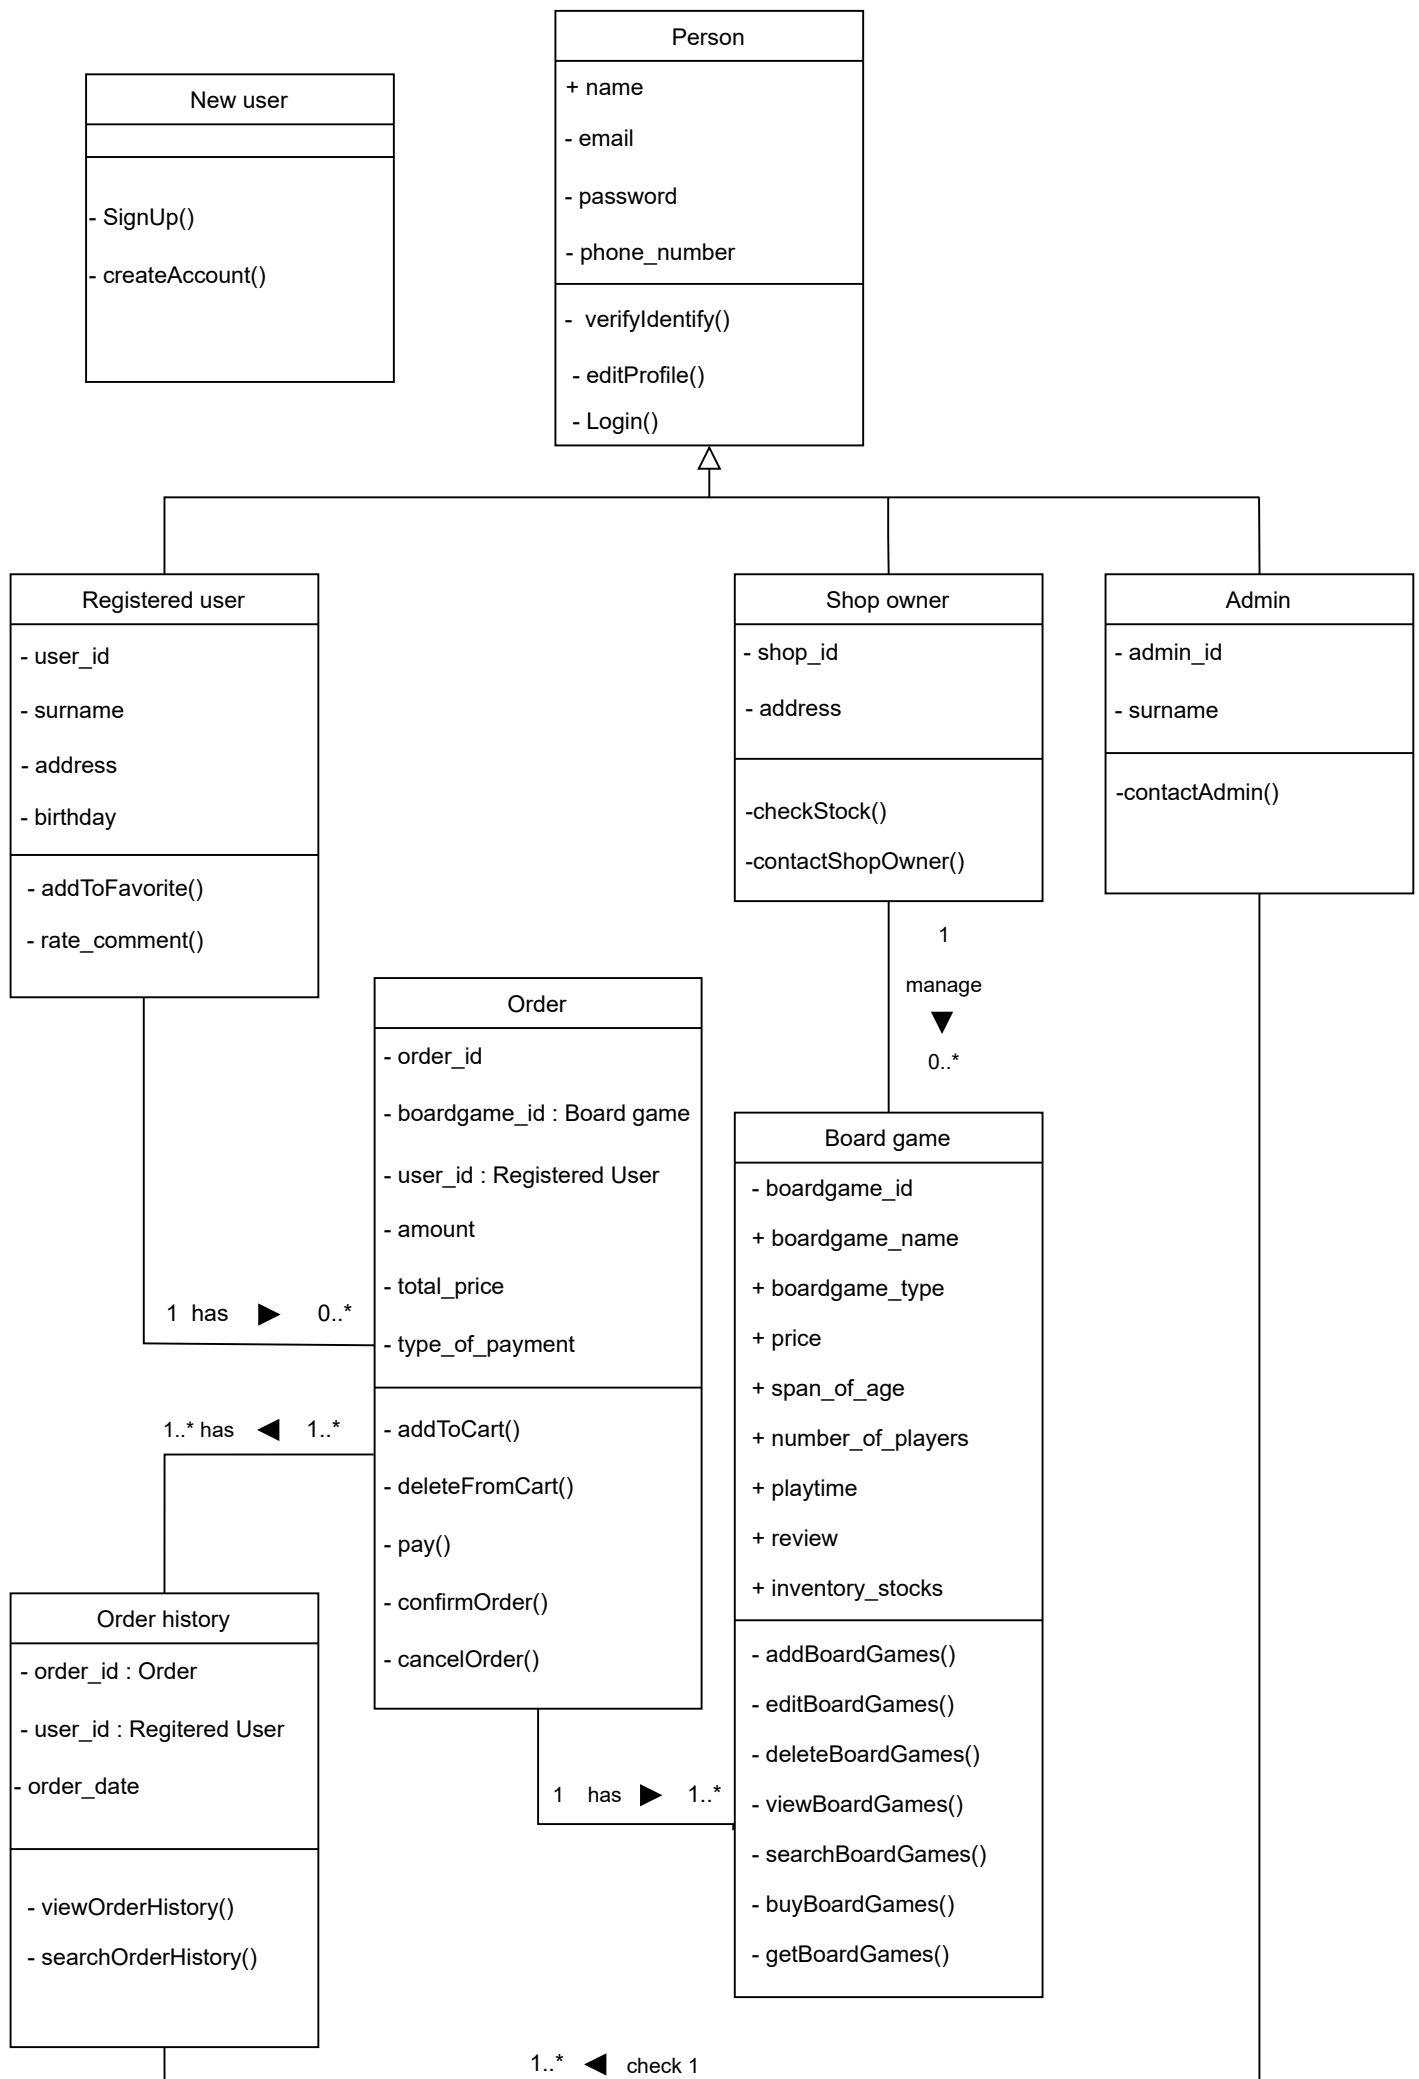 Person
+ name
- email
- password
- phone_number
-  verifyIdentify()
- editProfile()
- Login()
New user
- SignUp()
- createAccount()
Registered user
- user_id
- surname
- address
- birthday
- addToFavorite()
- rate_comment()
Shop owner
- shop_id
- address
-checkStock()
-contactShopOwner()
Admin
- admin_id
- surname
-contactAdmin()
1
manage
0..*
Order
- order_id
- boardgame_id : Board game
- user_id : Registered User
- amount
- total_price
- type_of_payment
- addToCart()
- deleteFromCart()
- pay()
- confirmOrder()
- cancelOrder()
1  has ▶ 0..*
1..* has ◀ 1..*
Board game
- boardgame_id
+ boardgame_name
+ boardgame_type
+ price
+ span_of_age
+ number_of_players
+ playtime
+ review
+ inventory_stocks
- addBoardGames()
- editBoardGames()
- deleteBoardGames()
- viewBoardGames()
- searchBoardGames()
- buyBoardGames()
- getBoardGames()
Order history
- order_id : Order
- user_id : Regitered User
- order_date
- viewOrderHistory()
- searchOrderHistory()
1 has ▶ 1..*
1..* ◀ check 1